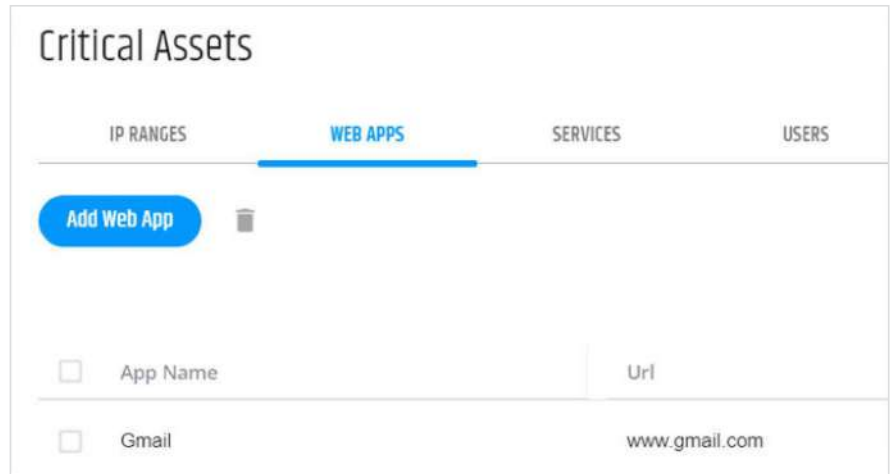 Critical Assets
IP RANGES WEB APPS SERVICES USERS
Add Web App
App Name Url
Gmail www.gmail.com